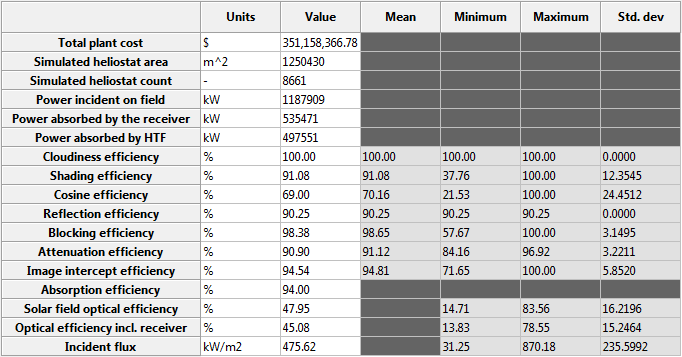 Units Value Mean Minimum Maximum Std. dev
Total plant cost $ 351,158,366.78
Simulated heliostat area m^2 1250430
Simulated heliostat count - 8661
Power incident on field kW 1187909
Power absorbed by the receiver kW 535471
Power absorbed by HTF kW 497551
Cloudiness efficiency % 100.00 100.00 100.00 100.00 0.0000
Shading efficiency % 91.08 91.08 37.76 100.00 12.3545
Cosine efficiency % 69.00 70.16 21.53 100.00 24.4512
Reflection efficiency % 90.25 90.25 90.25 90.25 0.0000
Blocking efficiency % 98.38 98.65 57.67 100.00 3.1495
Attenuation efficiency % 90.90 91.12 84.16 96.92 3.2211
Image intercept efficiency % 94.54 94.81 71.65 100.00 5.8520
Absorption efficiency % 94.00
Solar field optical efficiency % 47.95 14.71 83.56 16.2196
Optical efficiency incl. receiver % 45.08 13.83 78.55 15.2464
Incident flux kW/m2 475.62 31.25 870.18 235.5992